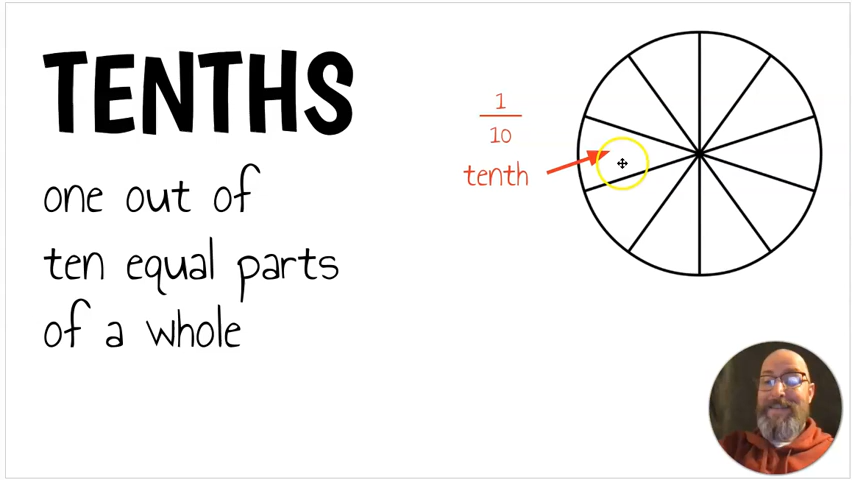 TENTHS
one out of
ten equal parts
of a whole
1
10
tenth